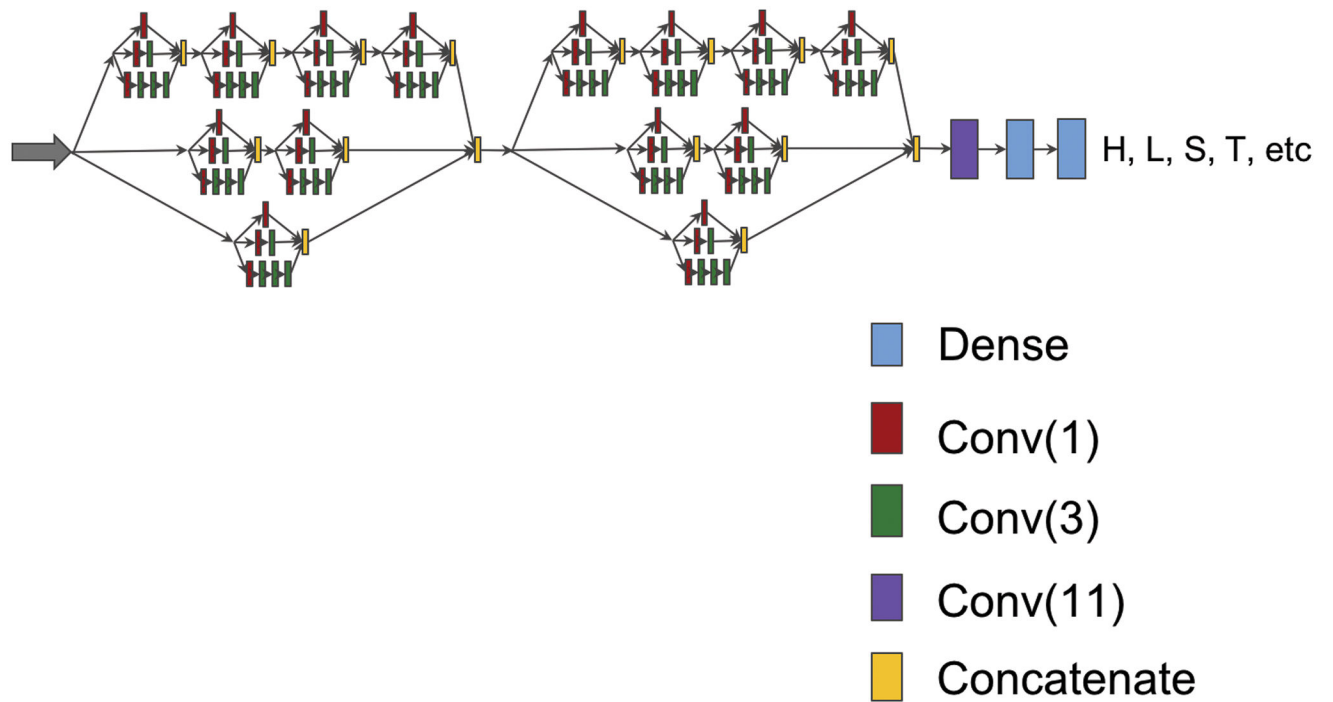 H, L, S, T, etc
Dense
Conv(1)
Conv(3)
Conv(11)
Concatenate